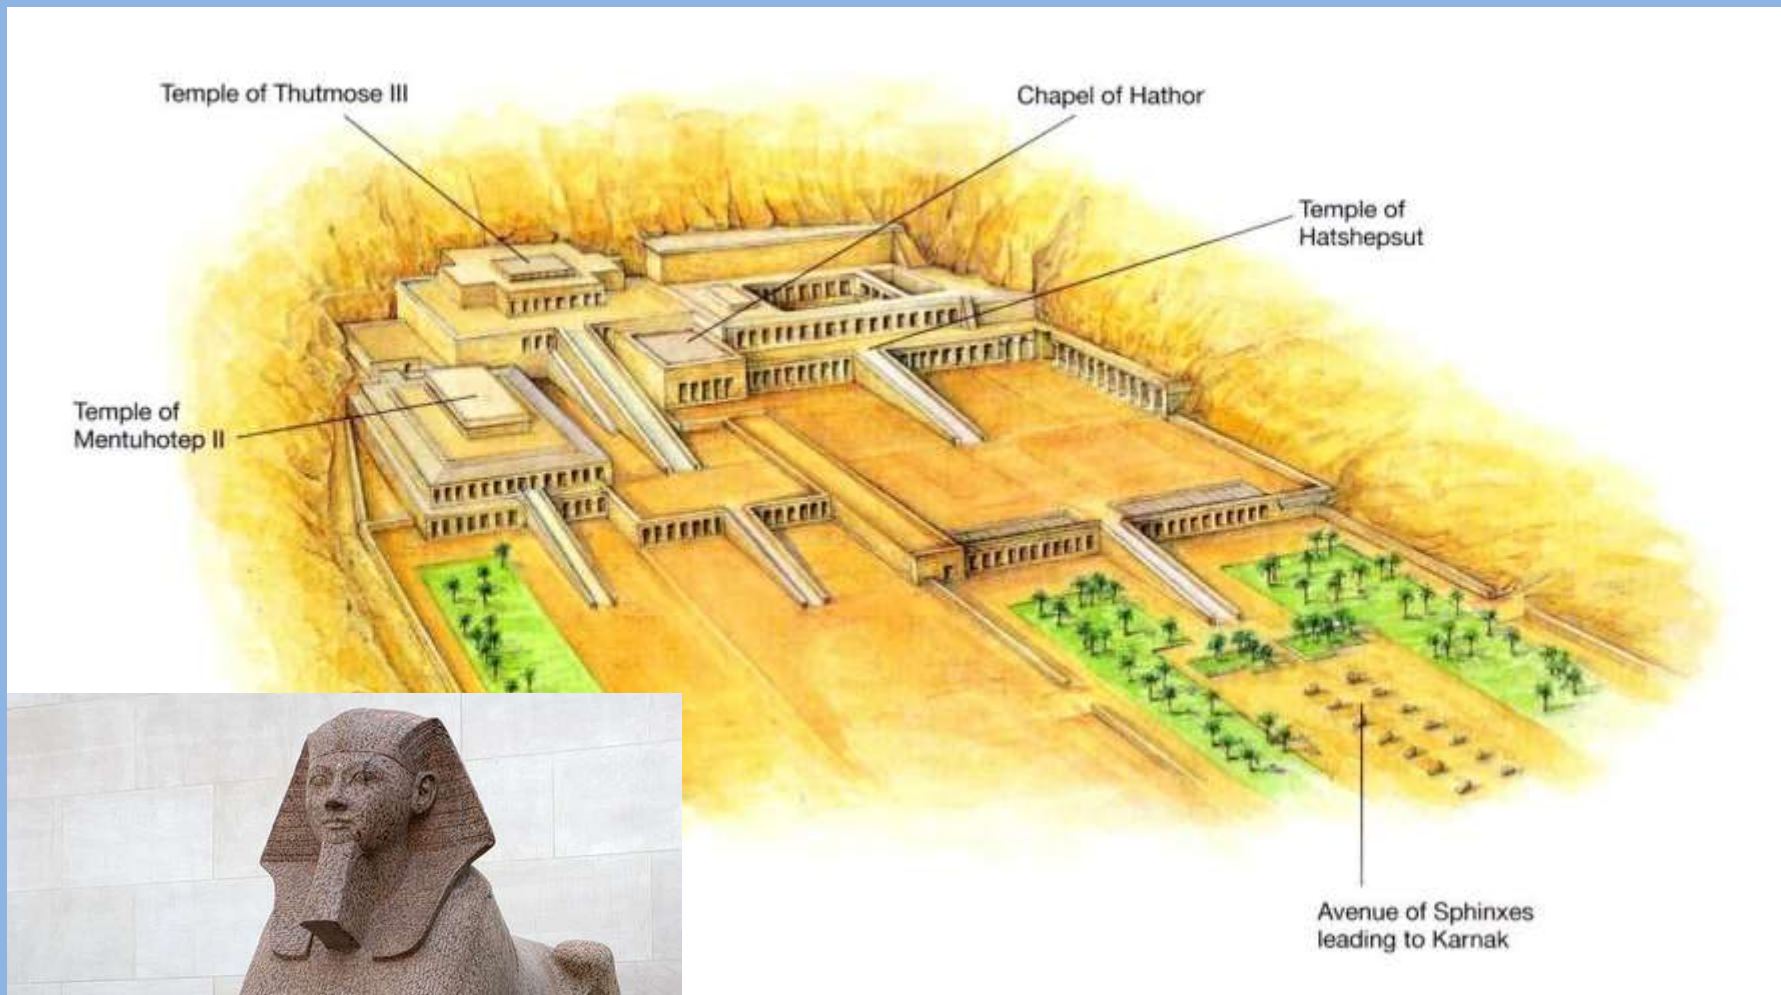 Temple of Thutmose III
Chapel of Hathor
Temple of
Hatshepsut
Temple of
Mentuhotep II
Avenue of Sphinxes
leading to Karnak